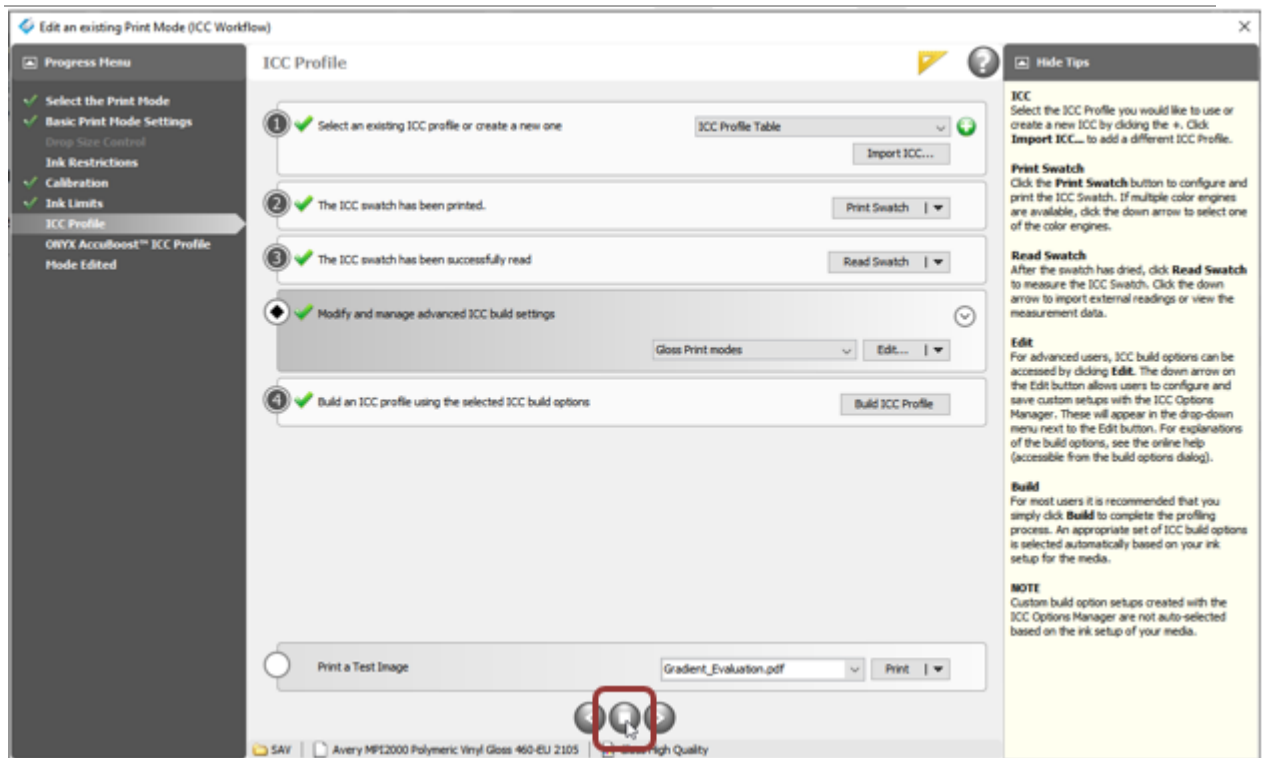 Edit an existing Print Mode (ICC Workflow)
Progress Menu
Select the Print Mode
Basic Print Mode Settings
Drop Size Control
Ink Restrictions
Calibration
Ink Limits
ICC Profile
ONYX AccuBoost™ ICC Profile
Mode Edited
ICC Profile
?
1 Select an existing ICC profile or create a new one ICC Profile Table
Import ICC...
2 The ICC swatch has been printed. Print Swatch
3 The ICC swatch has been successfully read Read Swatch
Modify and manage advanced ICC build settings
Gloss Print modes Edit...
4 Build an ICC profile using the selected ICC build options Build ICC Profile
Print a Test Image Gradient_Evaluation.pdf Print
SAV Avery MPI2000 Polymeric Vinyl Gloss 460-EU 2105 High Quality
Hide Tips
ICC
Select the ICC Profile you would like to use or
create a new ICC by clicking the +. Click
Import ICC... to add a different ICC Profile.
Print Swatch
Click the Print Swatch button to configure and
print the ICC Swatch. If multiple color engines
are available, click the down arrow to select one
of the color engines.
Read Swatch
After the swatch has dried, click Read Swatch
to measure the ICC Swatch. Click the down
arrow to import external readings or view the
measurement data.
Edit
For advanced users, ICC build options can be
accessed by clicking Edit. The down arrow on
the Edit button allows users to configure and
save custom setups with the ICC Options
Manager. These will appear in the drop-down
menu next to the Edit button. For explanations
of the build options, see the online help
(accessible from the build options dialog).
Build
For most users it is recommended that you
simply click Build to complete the profiling
process. An appropriate set of ICC build options
is selected automatically based on your ink
setup for the media.
NOTE
Custom build option setups created with the
ICC Options Manager are not auto-selected
based on the ink setup of your media.